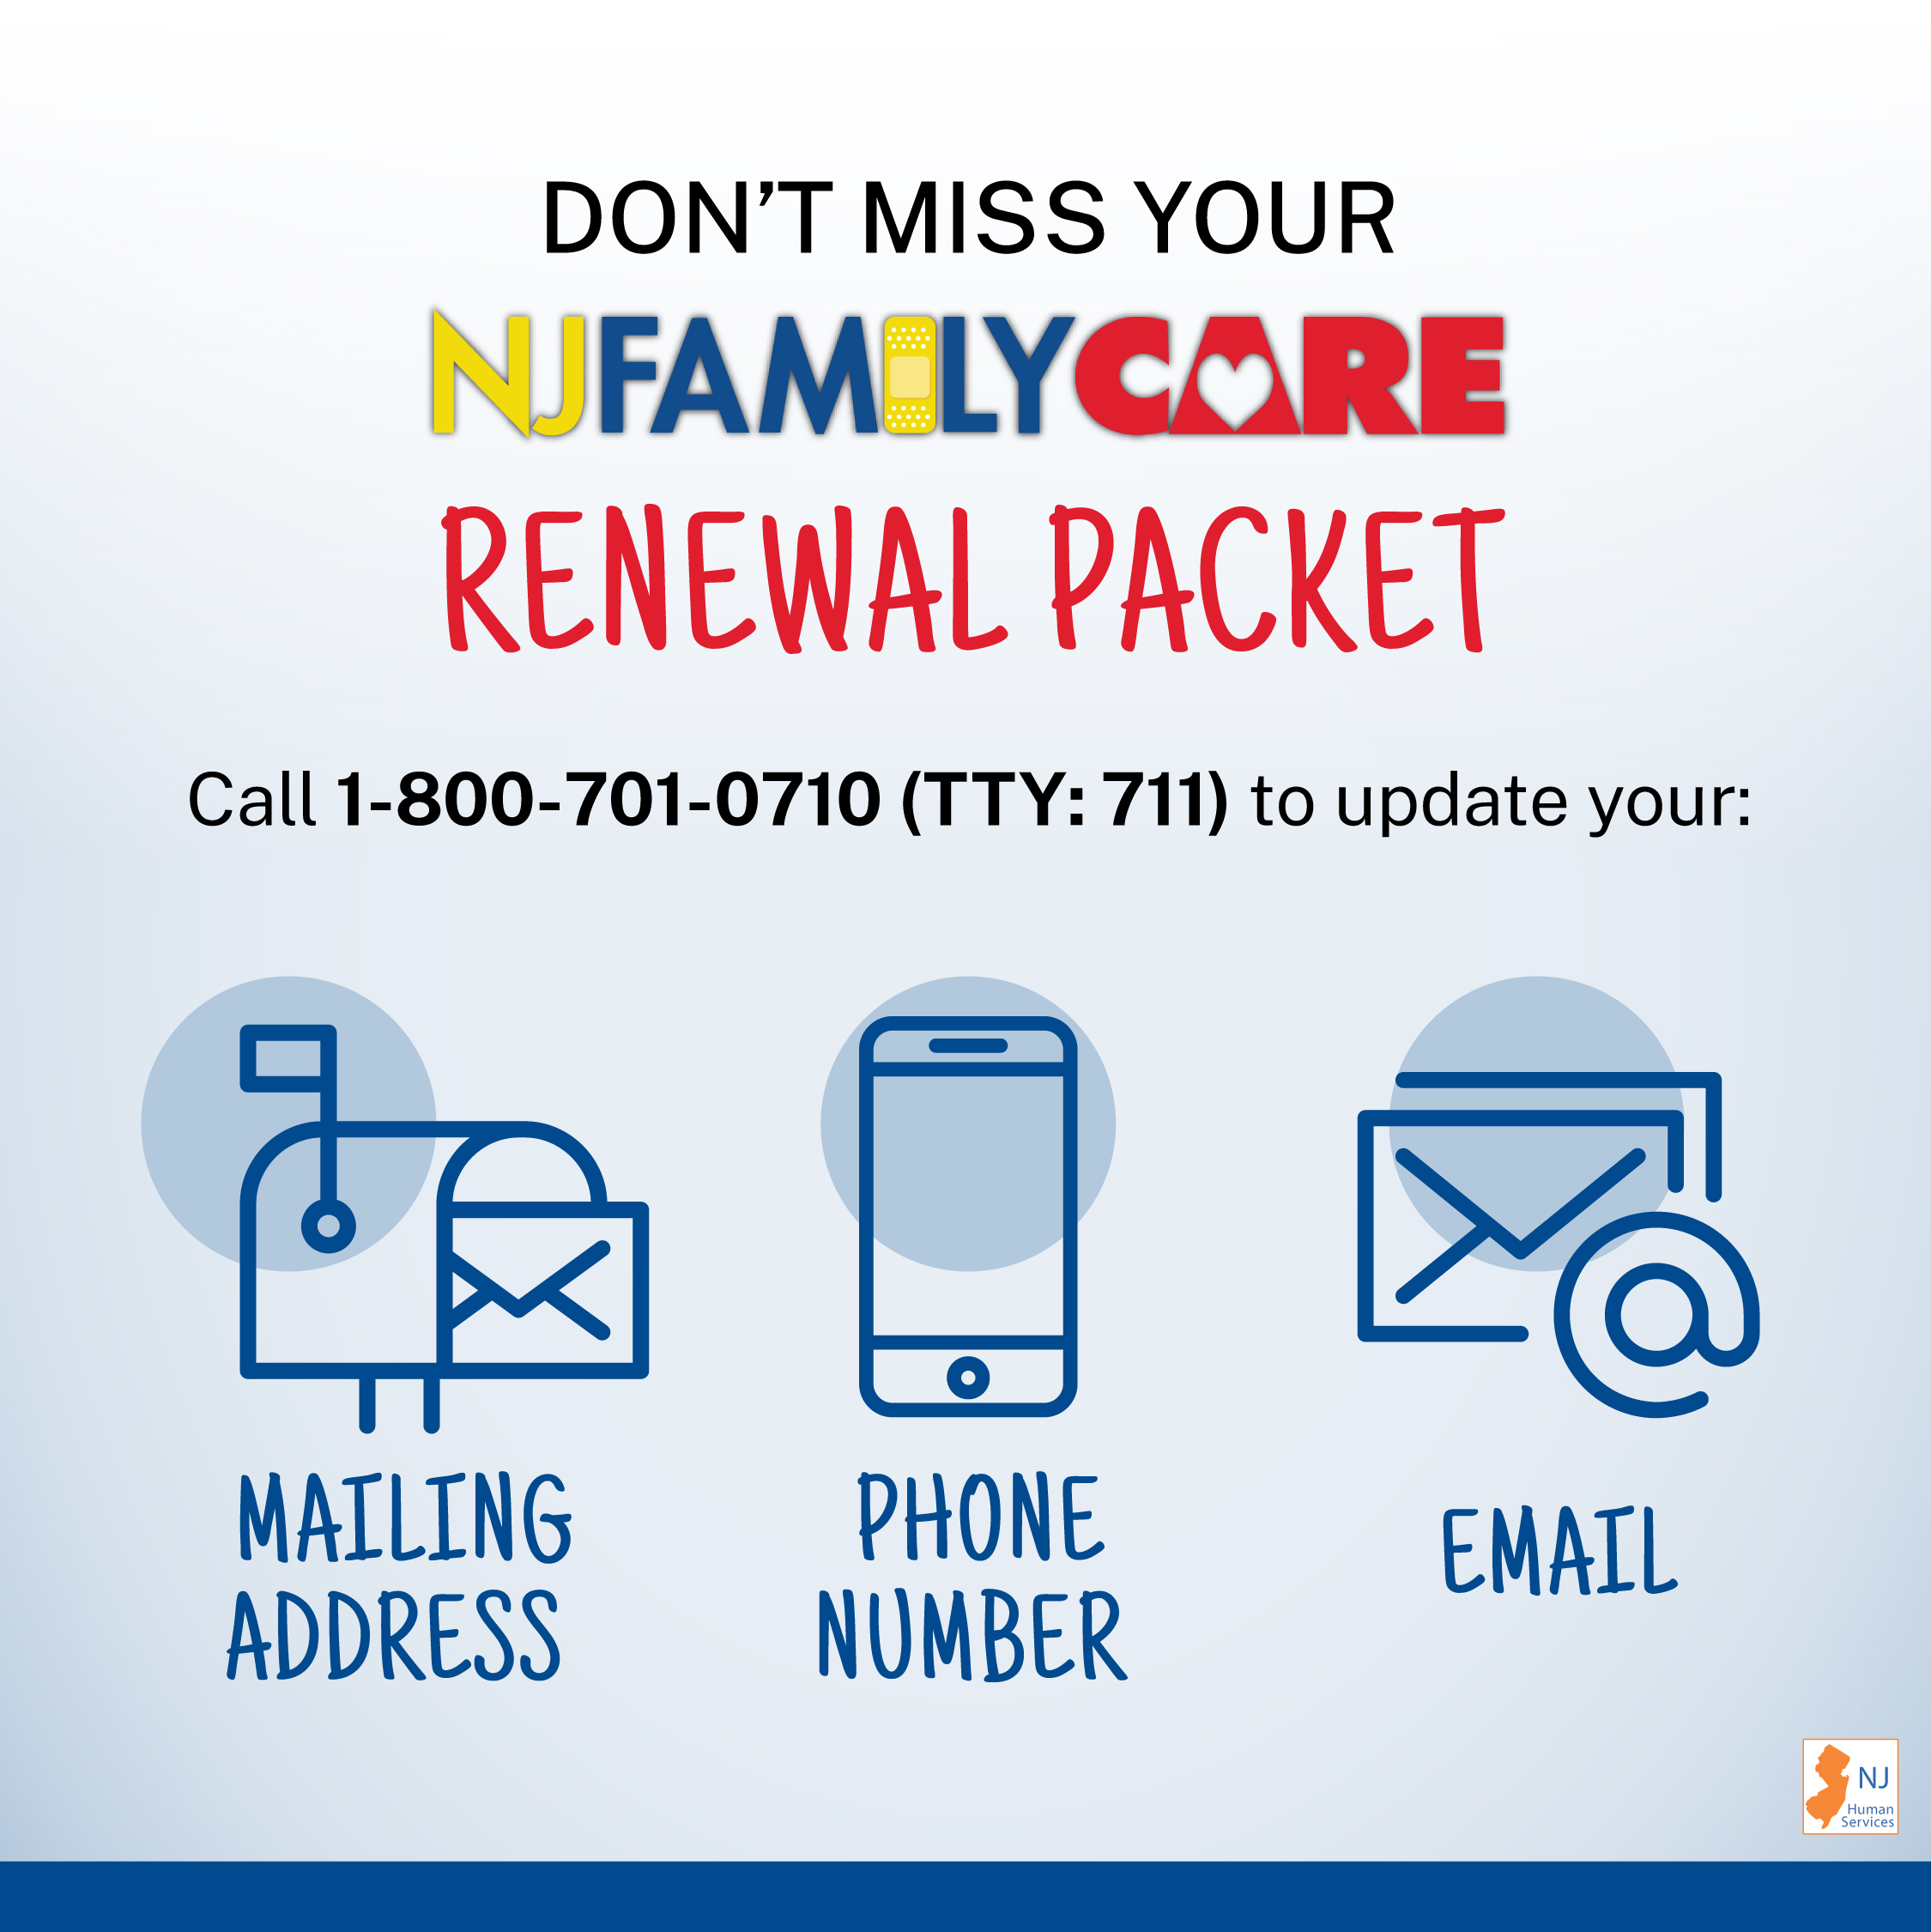 DON'T MISS YOUR
NJFAMILYCARE
RENEWAL PACKET
Call 1-800-701-0710 (TTY: 711) to update your:
MAILING
ADDRESS
PHONE
NUMBER
EMAIL
NJ
Human
Services